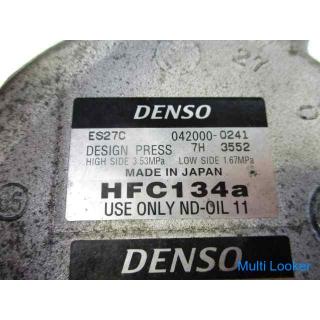 DENSO
ES27C 042000-0241
DESIGN PRESS 7H 3552
HIGH SIDE 3.53MPa LOW SIDE 1.67MPa
MADE IN JAPAN
HFC134a
USE ONLY ND-OIL 11
DENSO
Multi Looker